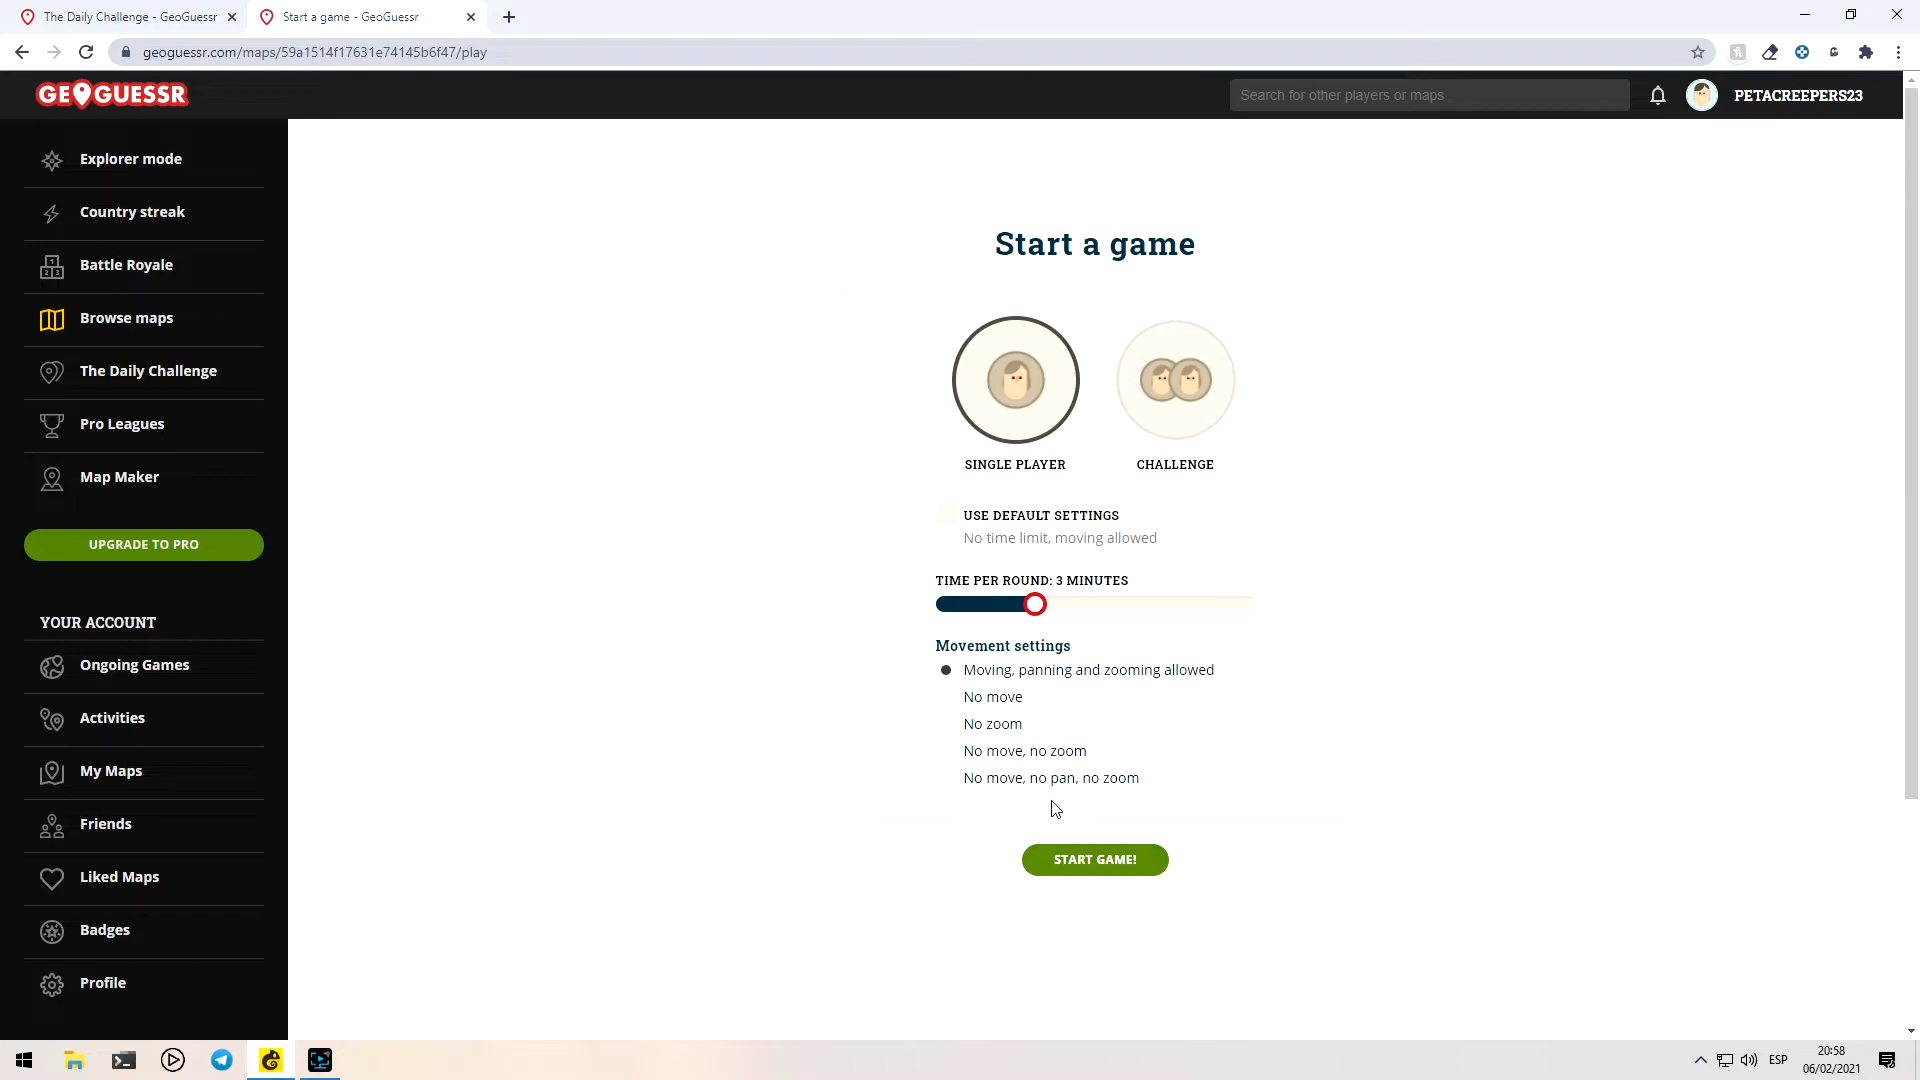 The Daily Challenge - GeoGuessr
Start a game - GeoGuessr
geoguessr.com/maps/59a1514f17631e74145b6f47/play
GEOGUESSR
Search for other players or maps
PETACREEPERS23
Explorer mode
Country streak
Battle Royale
Browse maps
The Daily Challenge
Pro Leagues
Map Maker
UPGRADE TO PRO
YOUR ACCOUNT
Ongoing Games
Activities
My Maps
Friends
Liked Maps
Badges
Profile
Start a game
SINGLE PLAYER
CHALLENGE
USE DEFAULT SETTINGS
No time limit, moving allowed
TIME PER ROUND: 3 MINUTES
Movement settings
Moving, panning and zooming allowed
No move
No zoom
No move, no zoom
No move, no pan, no zoom
START GAME!
ESP
20:58
06/02/2021